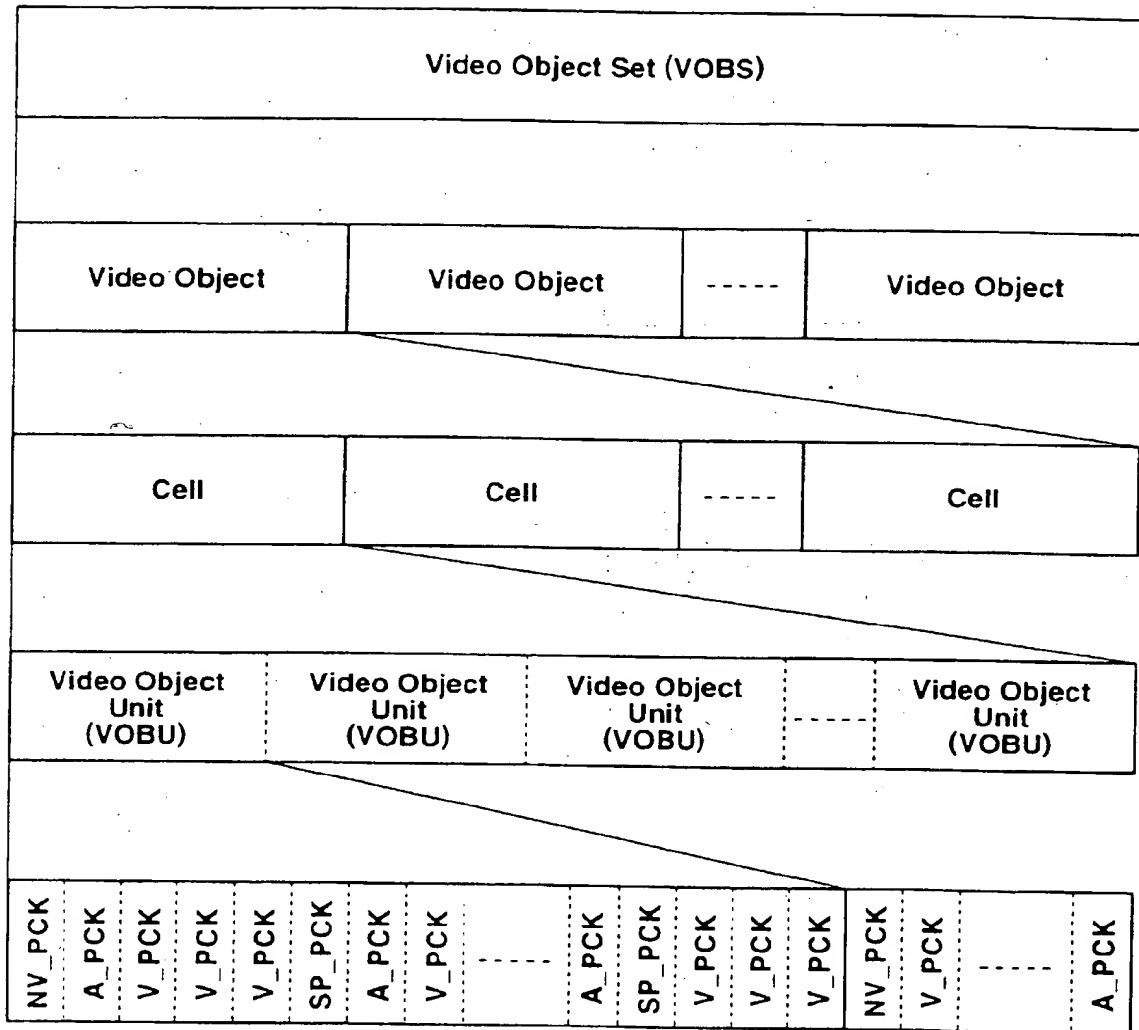 Video Object Set (VOBS)
Video Object Video Object ----- Video Object
Cell Cell ----- Cell
Video Object Unit (VOBU) Video Object Unit (VOBU) Video Object Unit (VOBU) ----- Video Object Unit (VOBU)
NV_PCK A_PCK V_PCK V_PCK V_PCK SP_PCK A_PCK V_PCK ----- A_PCK SP_PCK V_PCK V_PCK V_PCK NV_PCK V_PCK ----- A_PCK